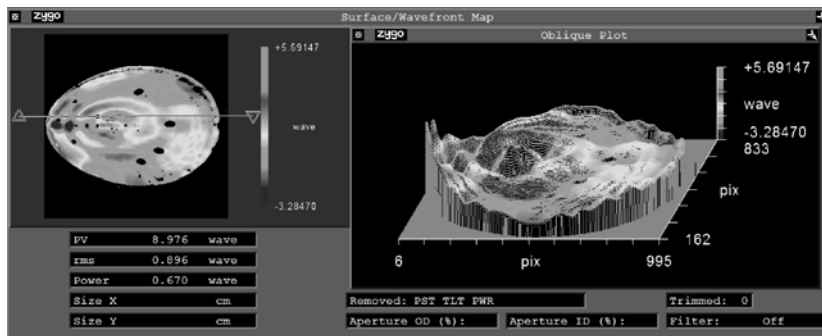 zygo Surface/Wavefront Map
zygo Oblique Plot
+5.69147
wave
-3.28470
+5.69147
wave
-3.28470
833
pix
162
6 pix 995
PV 8.976 wave
rms 0.896 wave
Power 0.670 wave
Size X cm
Size Y cm
Removed: PST TLT PWR
Trimmed: 0
Aperture OD (%):
Aperture ID (%):
Filter: Off